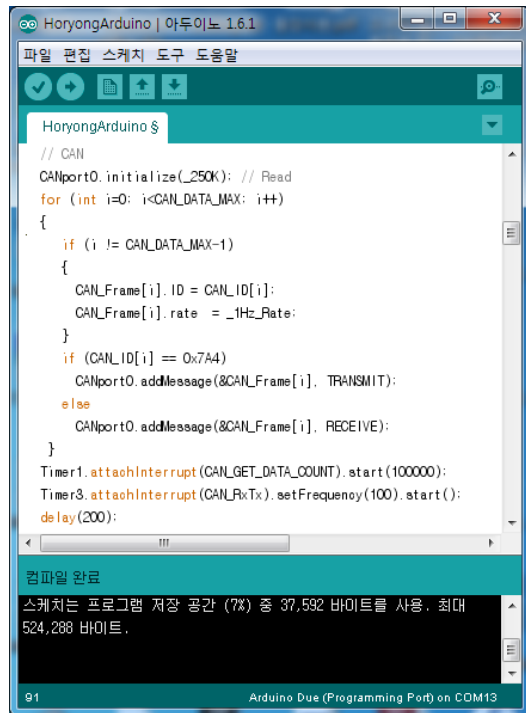 HoryongArduino | 아두이노 1.6.1
파일 편집 스케치 도구 도움말
HoryongArduino §
// CAN
CANport0.initialize(_250K); // Read
for (int i=0; i<CAN_DATA_MAX; i++)
{
if (i != CAN_DATA_MAX-1)
{
CAN_Frame[i].ID = CAN_ID[i];
CAN_Frame[i].rate = _1Hz_Rate;
}
if (CAN_ID[i] == 0x7A4)
CANport0.addMessage(&CAN_Frame[i], TRANSMIT);
else
CANport0.addMessage(&CAN_Frame[i], RECEIVE);
}
Timer1.attachInterrupt(CAN_GET_DATA_COUNT).start(100000);
Timer3.attachInterrupt(CAN_RxTx).setFrequency(100).start();
delay(200);
컴파일 완료
스케치는 프로그램 저장 공간 (7%) 중 37,592 바이트를 사용. 최대
524,288 바이트.
91 Arduino Due (Programming Port) on COM13